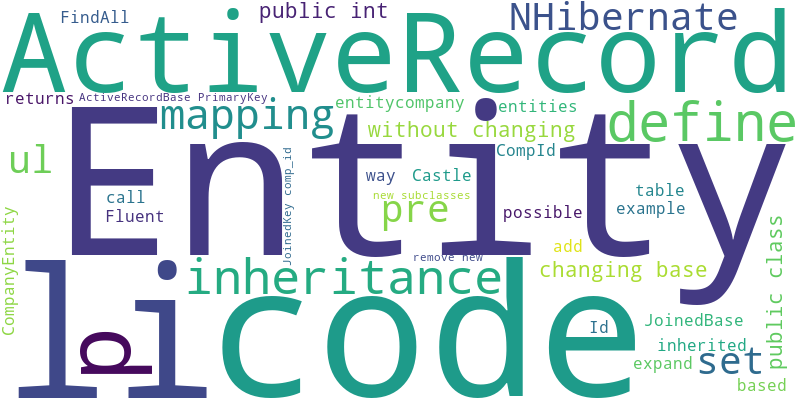 FindAll
public int
NHibernate
ActiveRecord
returns
ActiveRecordBase PrimaryKey
mapping
entitycompany
entities
define
without changing
Entity
ul
CompId
call
way
Castle
table
new subclasses
pre
possible
example
Fluent
JoinedKey comp_id
CompanyEntity
add
remove new
inheritance
changing base
public class
li
code
p
Id
JoinedBase
inherited
set
expand
based